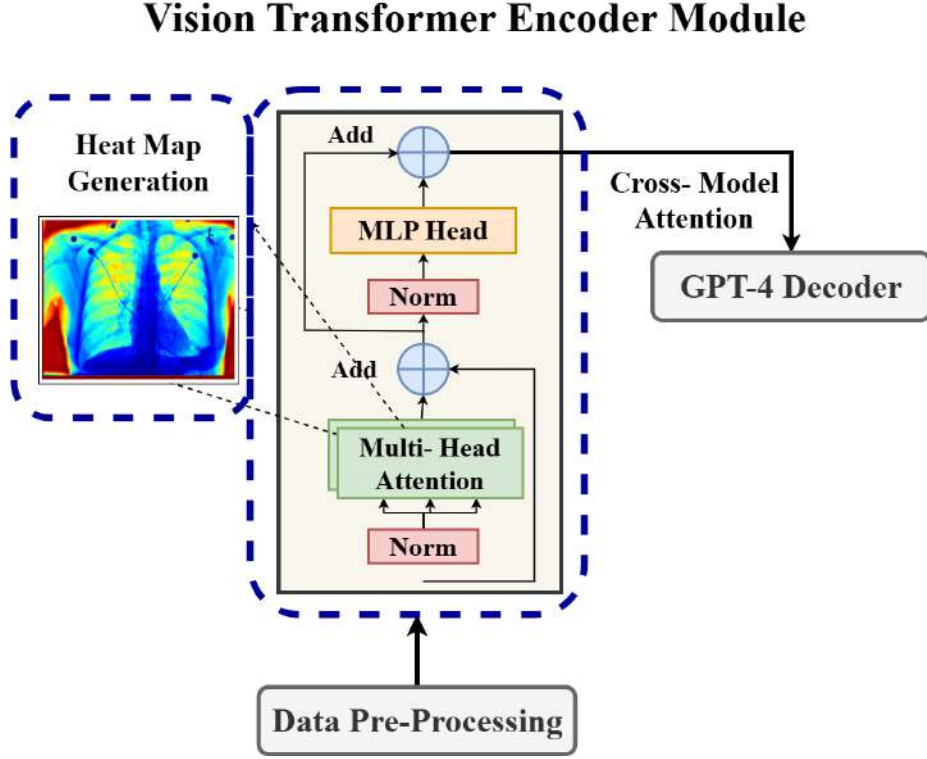 Vision Transformer Encoder Module
Heat Map
Generation
Add
MLP Head
Norm
Add
Multi- Head
Attention
Norm
Cross- Model
Attention
GPT-4 Decoder
Data Pre-Processing